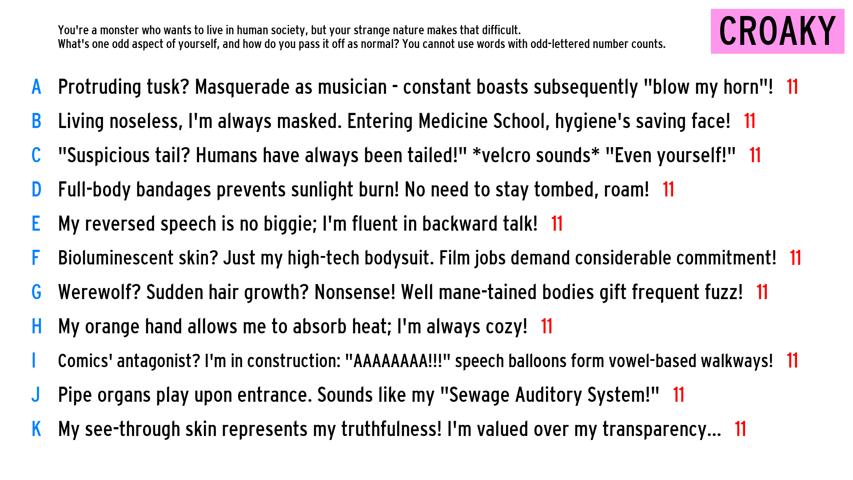 You're a monster who wants to live in human society, but your strange nature makes that difficult.
What's one odd aspect of yourself, and how do you pass it off as normal? You cannot use words with odd-lettered number counts.
CROAKY
A Protruding tusk? Masquerade as musician - constant boasts subsequently "blow my horn"! 11
B Living noseless, I'm always masked. Entering Medicine School, hygiene's saving face! 11
C "Suspicious tail? Humans have always been tailed!" *velcro sounds* "Even yourself!" 11
D Full-body bandages prevents sunlight burn! No need to stay tombed, roam! 11
E My reversed speech is no biggie; I'm fluent in backward talk! 11
F Bioluminescent skin? Just my high-tech bodysuit. Film jobs demand considerable commitment! 11
G Werewolf? Sudden hair growth? Nonsense! Well mane-tained bodies gift frequent fuzz! 11
H My orange hand allows me to absorb heat; I'm always cozy! 11
I Comics' antagonist? I'm in construction: "AAAAAAAA!!!" speech balloons form vowel-based walkways! 11
J Pipe organs play upon entrance. Sounds like my "Sewage Auditory System!" 11
K My see-through skin represents my truthfulness! I'm valued over my transparency... 11